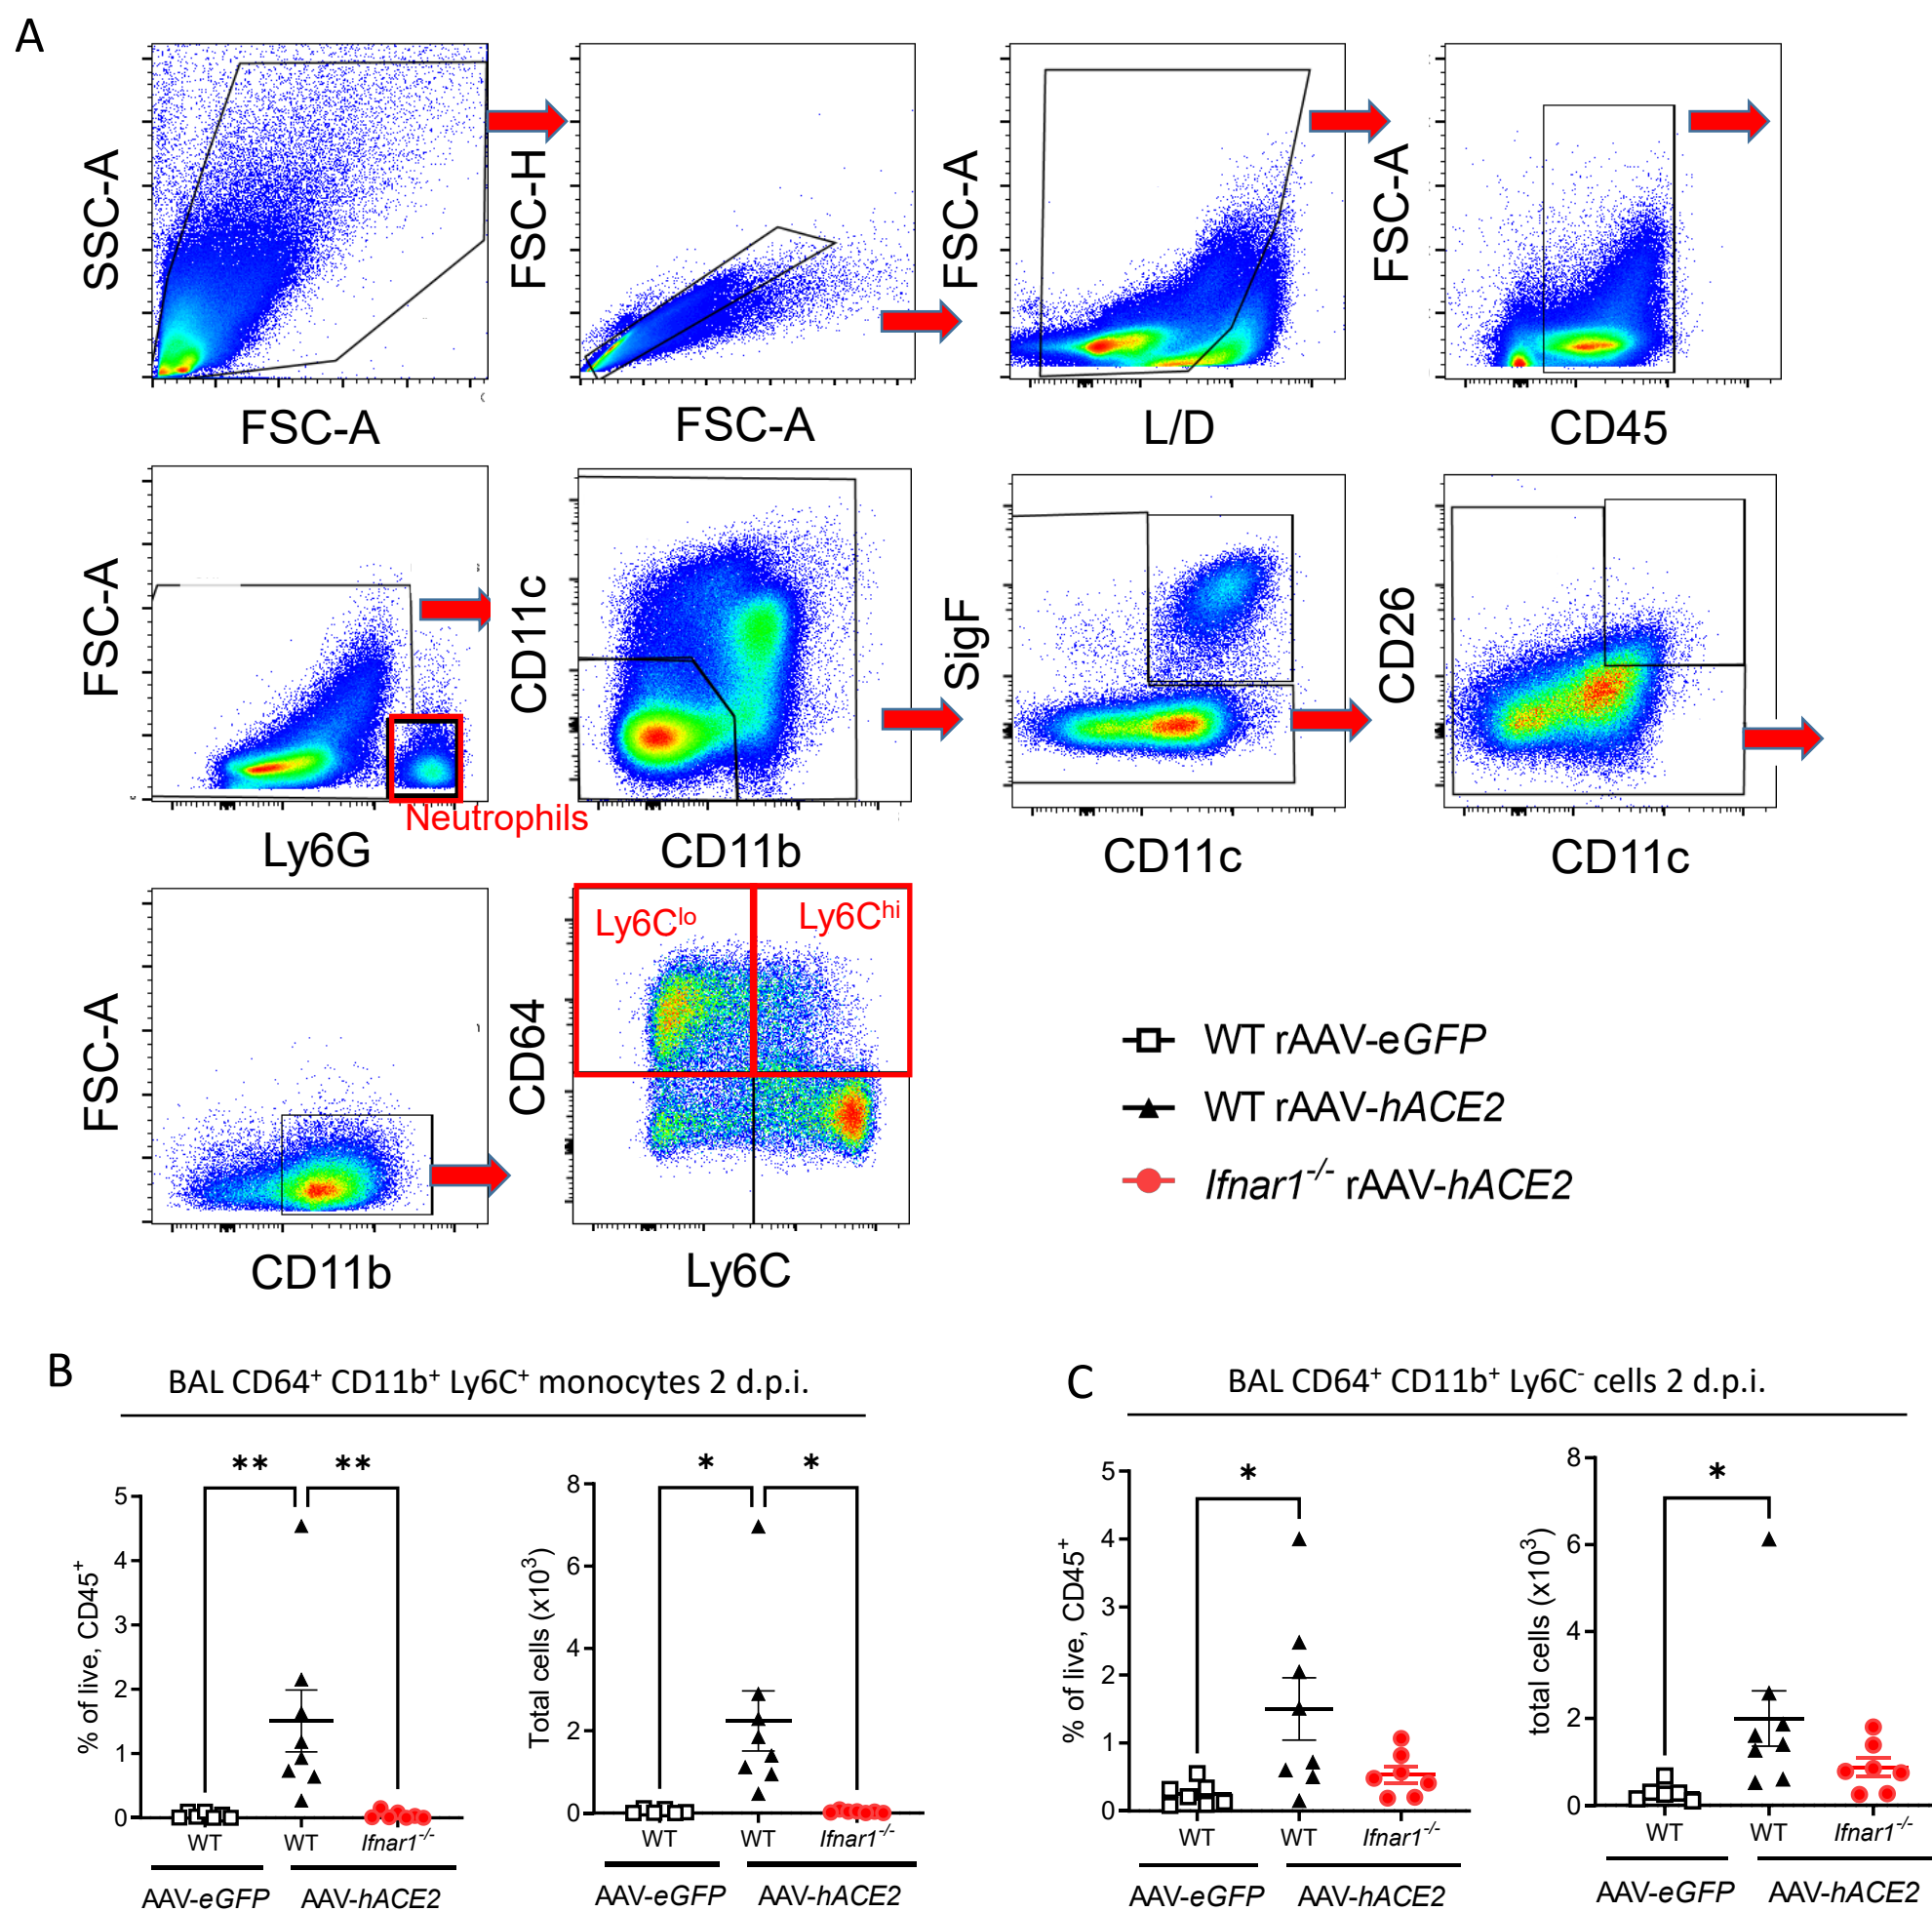 A
SSC-A
FSC-A
FSC-H
FSC-A
FSC-A
L/D
FSC-A
CD45
FSC-A
Ly6G
Neutrophils
CD11c
CD11b
SigF
CD11c
CD26
CD11c
FSC-A
CD11b
CD64
Ly6C
Ly6Clo
Ly6Chi
WT rAAV-eGFP
WT rAAV-hACE2
Ifnar1-/- rAAV-hACE2
B
BAL CD64+ CD11b+ Ly6C+ monocytes 2 d.p.i.
% of live, CD45+
5
4
3
2
1
0
** **
WT WT Ifnar1-/-
AAV-eGFP AAV-hACE2
Total cells (x103)
8
6
4
2
0
* *
WT WT Ifnar1-/-
AAV-eGFP AAV-hACE2
C
BAL CD64+ CD11b+ Ly6C- cells 2 d.p.i.
% of live, CD45+
5
4
3
2
1
0
*
WT WT Ifnar1-/-
AAV-eGFP AAV-hACE2
total cells (x103)
8
6
4
2
0
*
WT WT Ifnar1-/-
AAV-eGFP AAV-hACE2